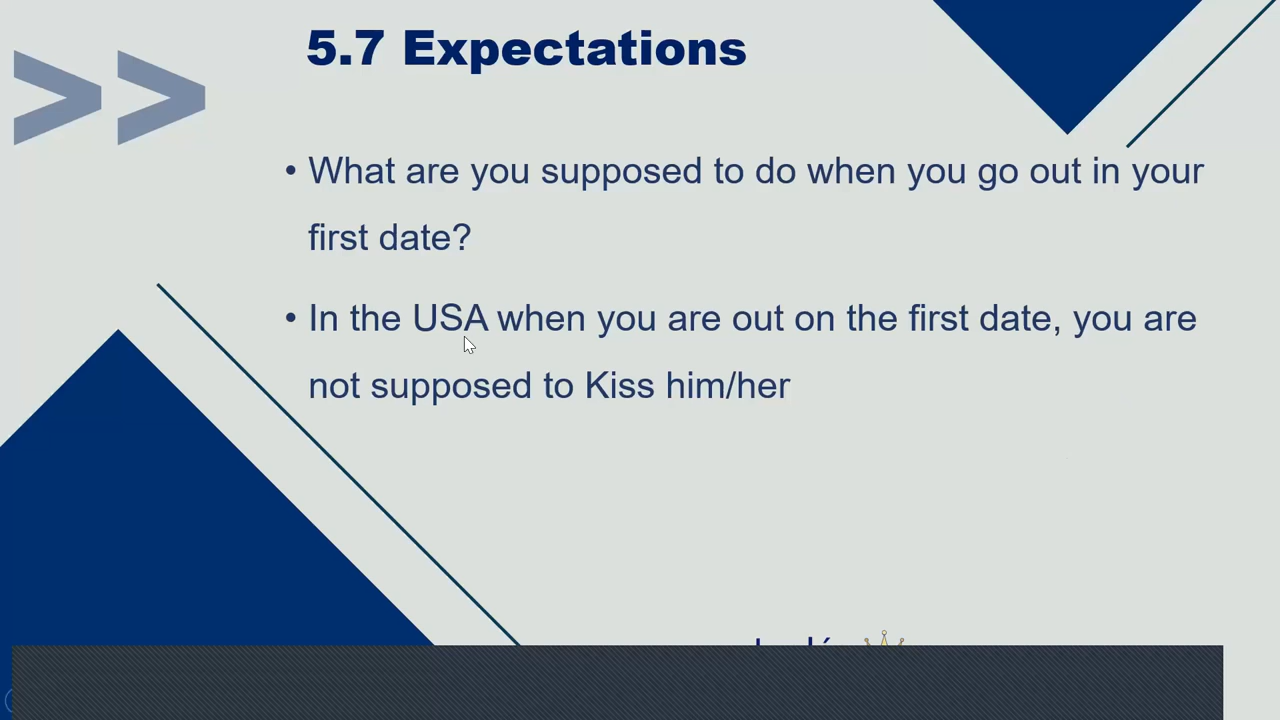 5.7 Expectations
>>
• What are you supposed to do when you go out in your
first date?
• In the USA when you are out on the first date, you are
not supposed to Kiss him/her